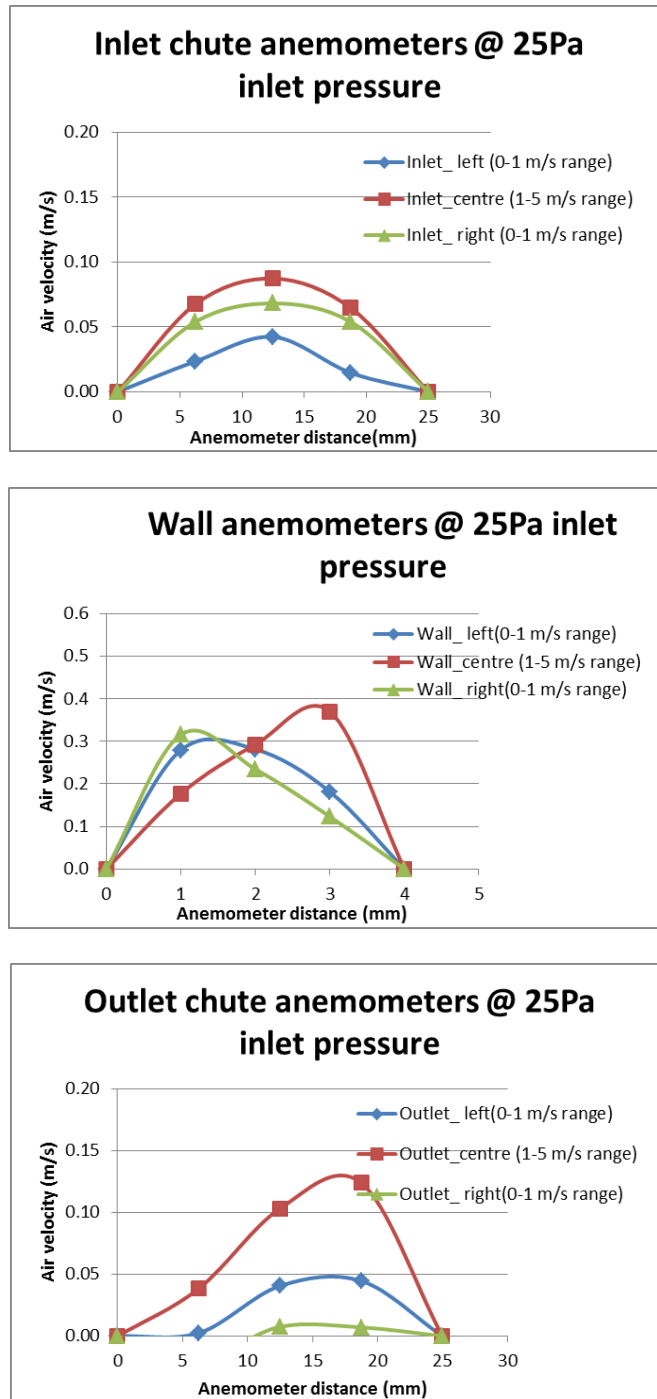 Inlet chute anemometers @ 25Pa
inlet pressure
0.20
0.15
0.10
0.05
0.00
Air velocity (m/s)
Inlet_ left (0-1 m/s range)
Inlet_centre (1-5 m/s range)
Inlet_ right (0-1 m/s range)
0 5 10 15 20 25 30
Anemometer distance(mm)
Wall anemometers @ 25Pa inlet
pressure
0.6
0.5
0.4
0.3
0.2
0.1
0.0
Air velocity (m/s)
Wall_ left(0-1 m/s range)
Wall_centre (1-5 m/s range)
Wall_ right(0-1 m/s range)
0 1 2 3 4 5
Anemometer distance (mm)
Outlet chute anemometers @ 25Pa
inlet pressure
0.20
0.15
0.10
0.05
0.00
Air velocity (m/s)
Outlet_ left(0-1 m/s range)
Outlet_centre (1-5 m/s range)
Outlet_ right(0-1 m/s range)
0 5 10 15 20 25 30
Anemometer distance (mm)